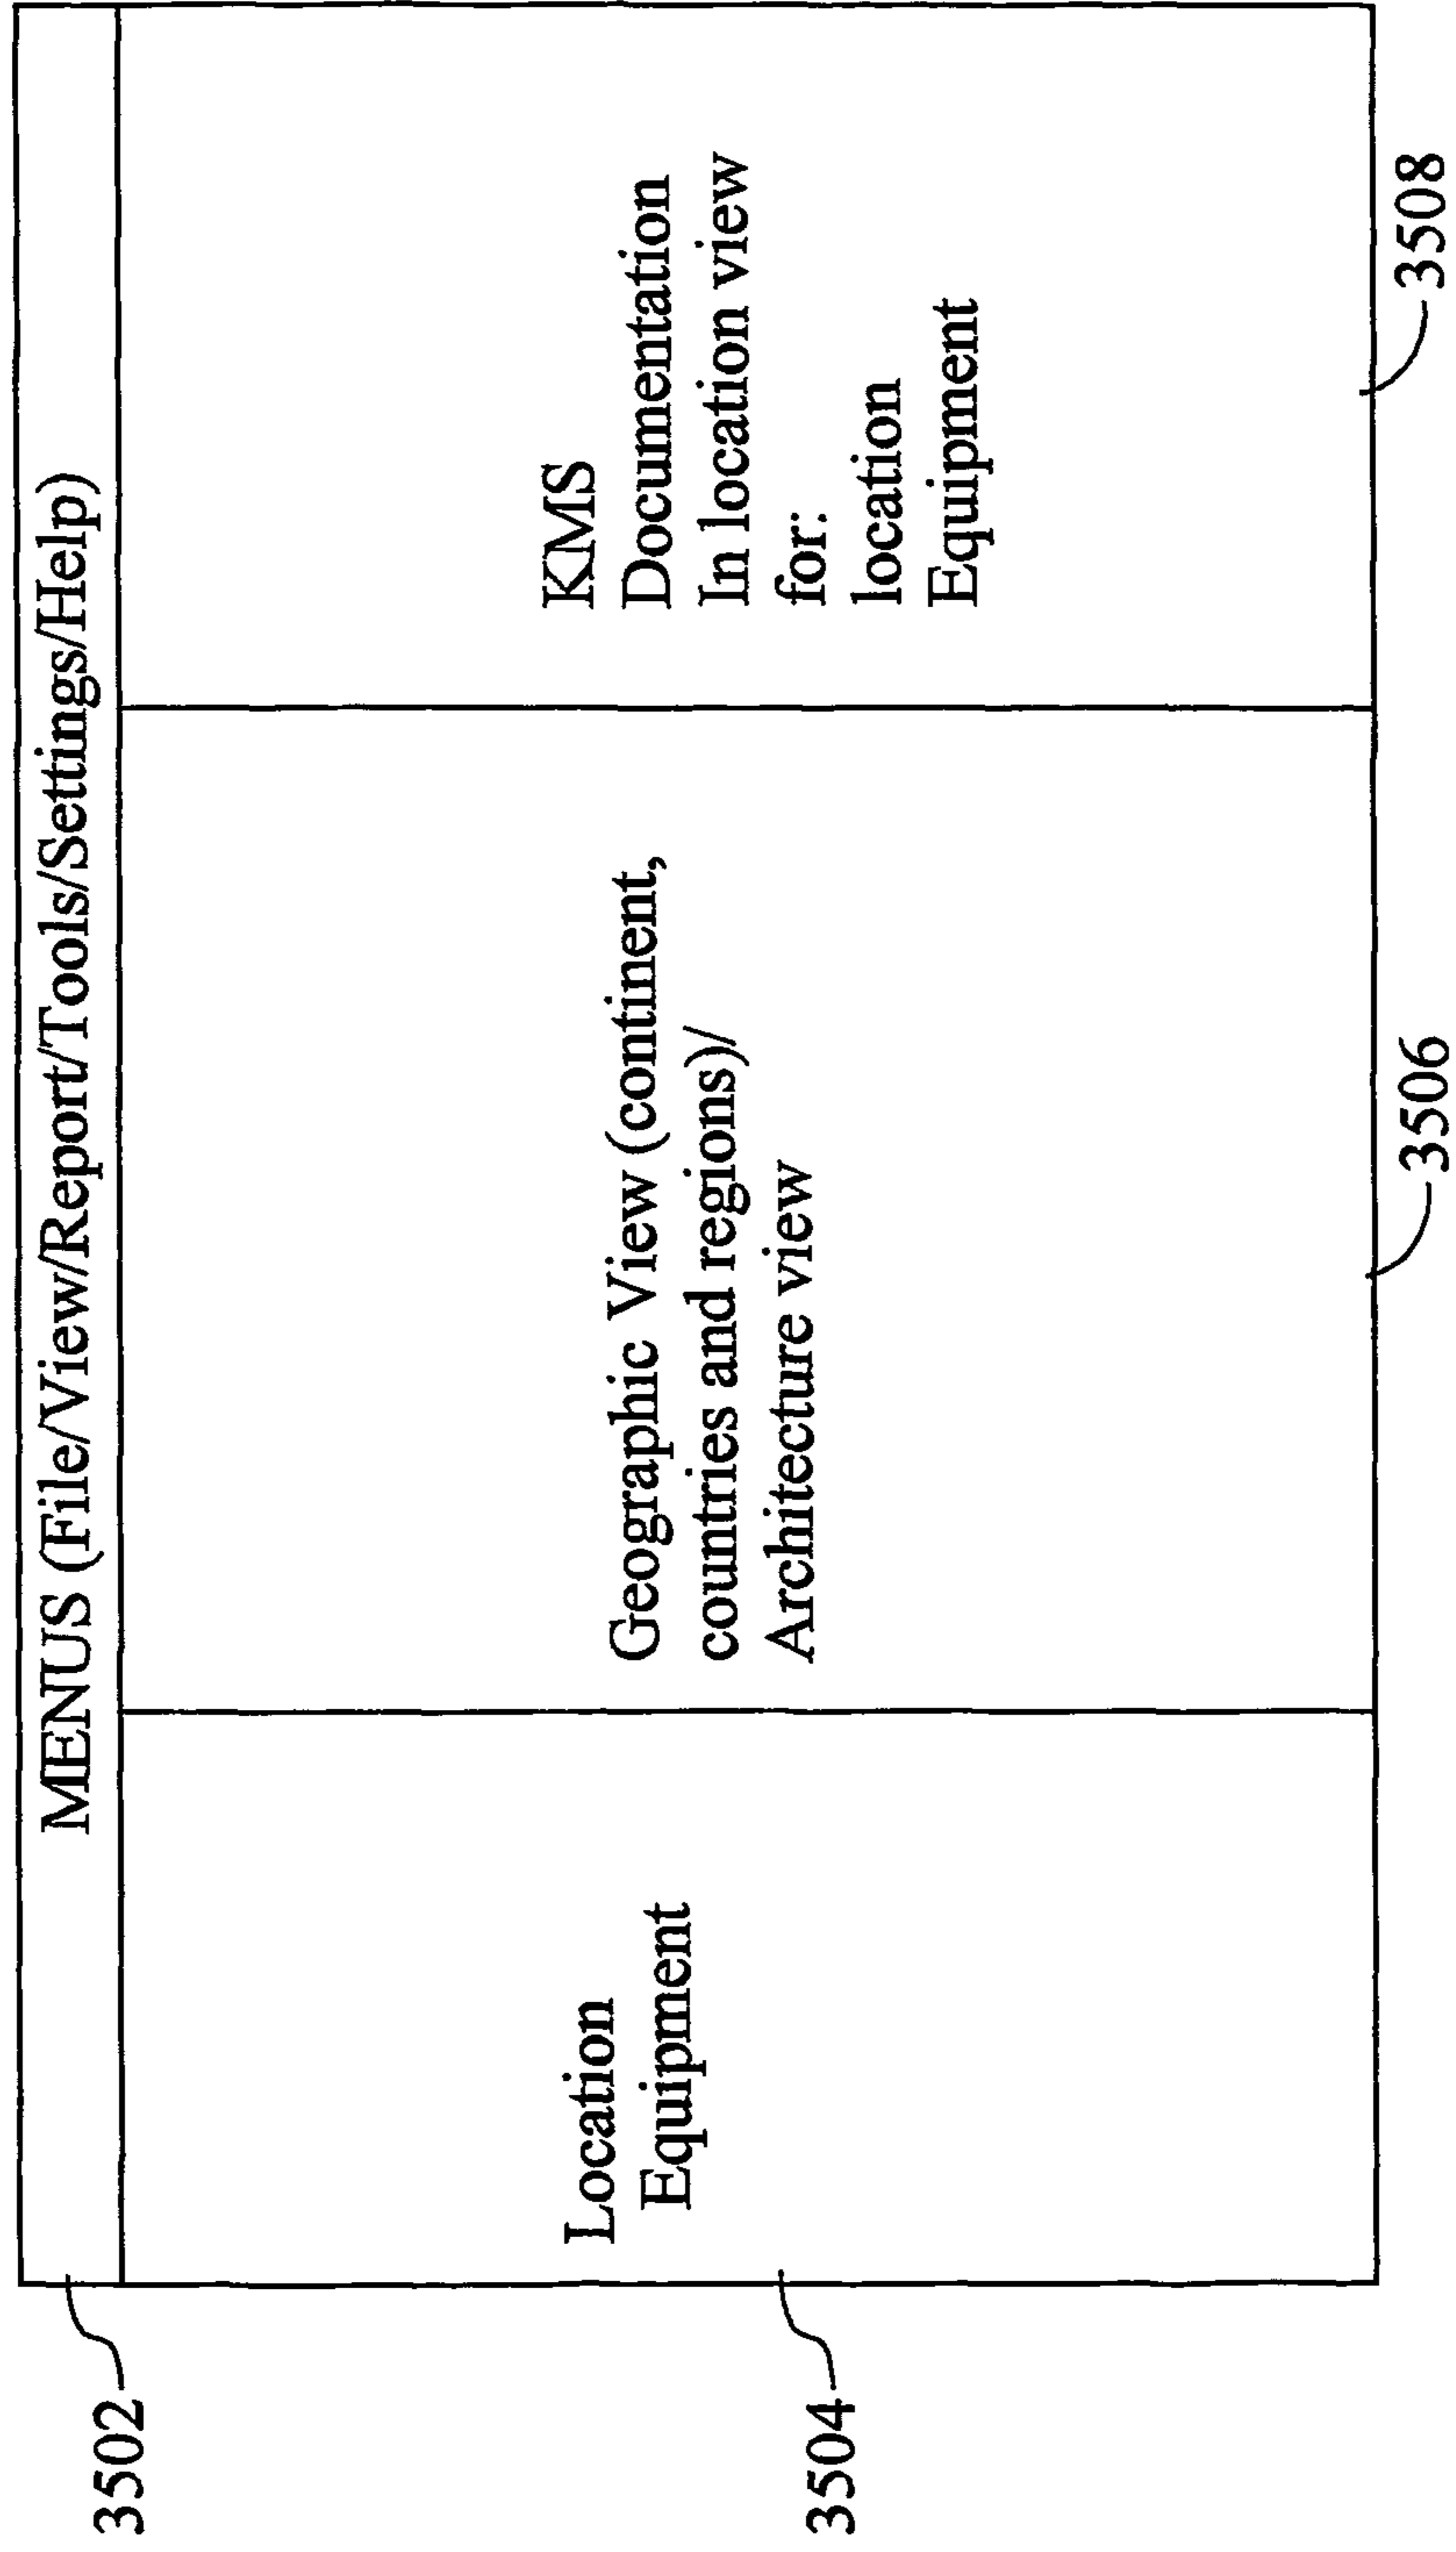 MENUS (File/View/Report/Tools/Settings/Help)
3502
Location
Equipment
3504
Geographic View (continent,
countries and regions)/
Architecture view
3506
KMS
Documentation
In location view
for:
location
Equipment
3508